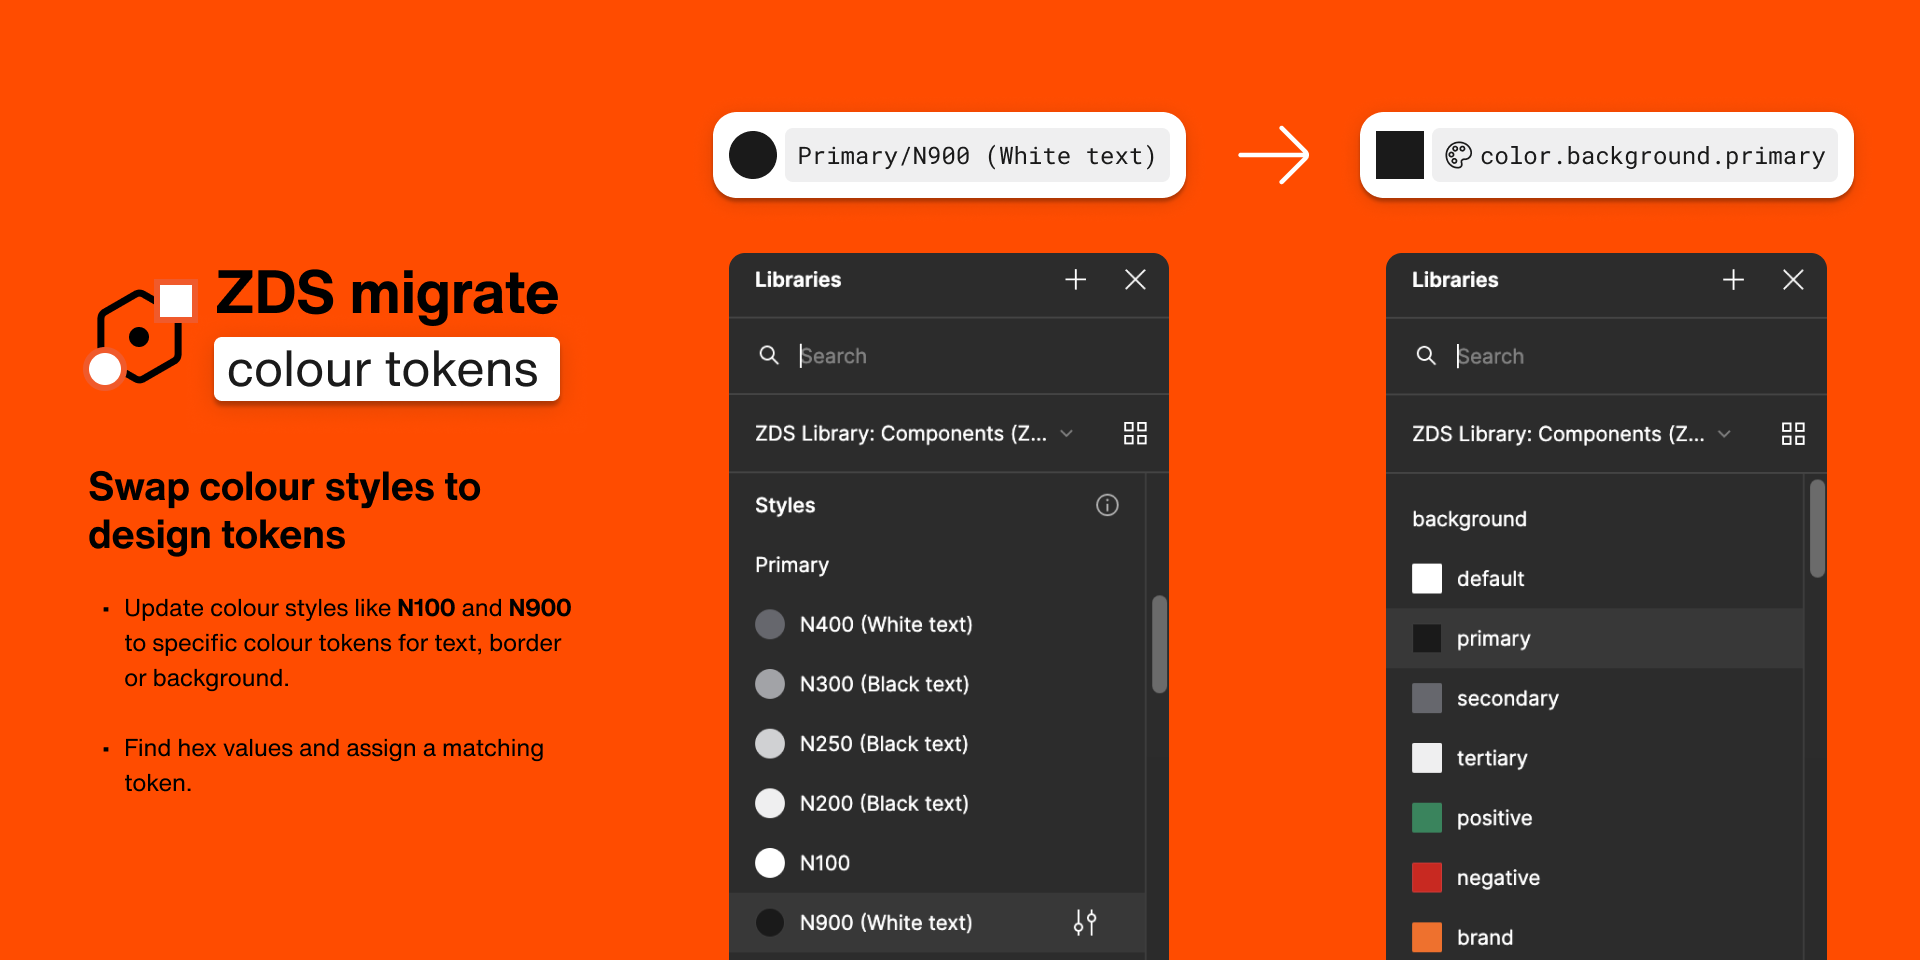 ZDS migrate
colour tokens
Swap colour styles to
design tokens
▪ Update colour styles like N100 and N900
to specific colour tokens for text, border
or background.
▪ Find hex values and assign a matching
token.
Primary/N900 (White text)
Libraries
Search
ZDS Library: Components (Z...
Styles
Primary
N400 (White text)
N300 (Black text)
N250 (Black text)
N200 (Black text)
N100
N900 (White text)
color.background.primary
Libraries
Search
ZDS Library: Components (Z...
background
default
primary
secondary
tertiary
positive
negative
brand